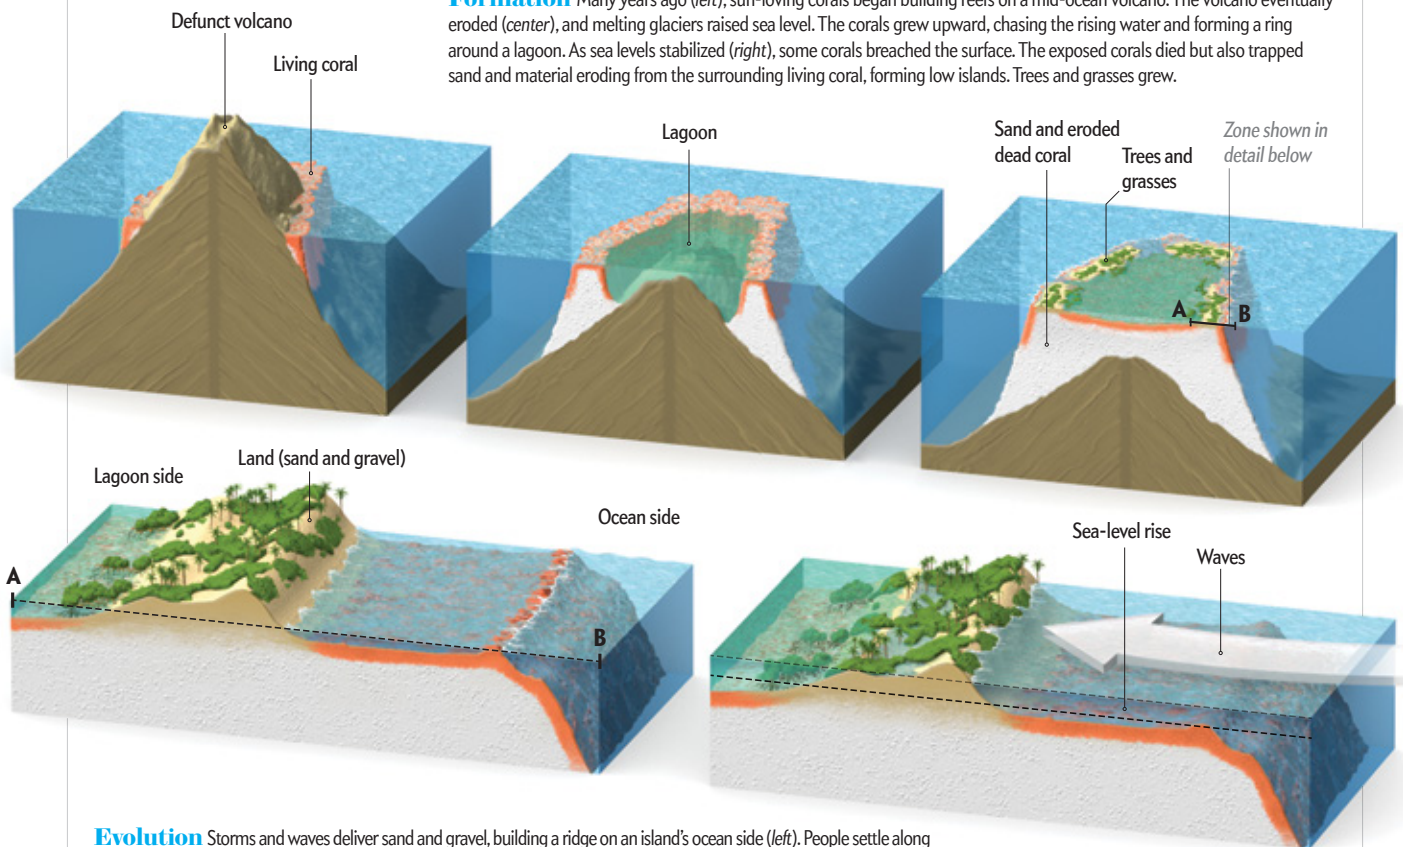 Formation Many years ago (left), sun-loving corals began building reefs on a mid-ocean volcano. The volcano eventually
eroded (center), and melting glaciers raised sea level. The corals grew upward, chasing the rising water and forming a ring
around a lagoon. As sea levels stabilized (right), some corals breached the surface. The exposed corals died but also trapped
sand and material eroding from the surrounding living coral, forming low islands. Trees and grasses grew.
Defunct volcano
Living coral
Lagoon
Sand and eroded
dead coral
Trees and
grasses
Zone shown in
detail below
A
B
Lagoon side
Land (sand and gravel)
Ocean side
A
B
Sea-level rise
Waves
Evolution Storms and waves deliver sand and gravel, building a ridge on an island's ocean side (left). People settle along